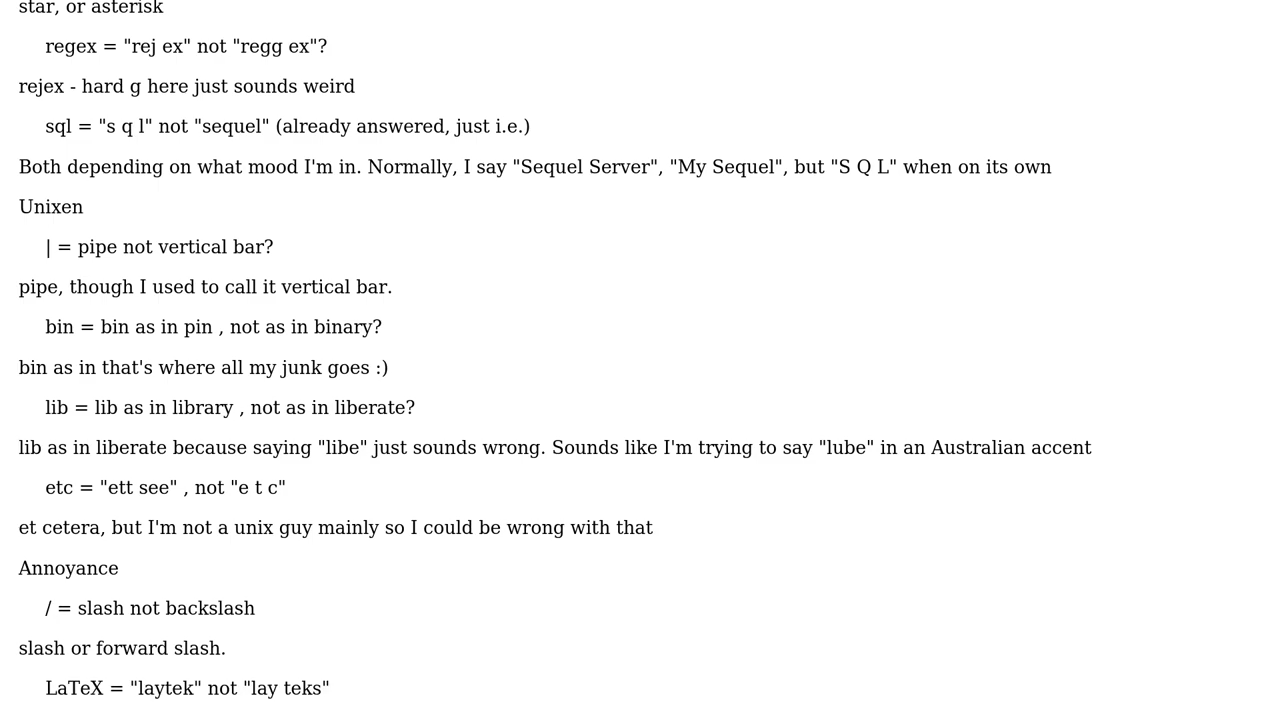 star, or asterisk
regex = "rej ex" not "regg ex"?
rejex - hard g here just sounds weird
sql = "s q l" not "sequel" (already answered, just i.e.)
Both depending on what mood I'm in. Normally, I say "Sequel Server", "My Sequel", but "S Q L" when on its own
Unixen
| = pipe not vertical bar?
pipe, though I used to call it vertical bar.
bin = bin as in pin , not as in binary?
bin as in that's where all my junk goes :)
lib = lib as in library , not as in liberate?
lib as in liberate because saying "libe" just sounds wrong. Sounds like I'm trying to say "lube" in an Australian accent
etc = "ett see" , not "e t c"
et cetera, but I'm not a unix guy mainly so I could be wrong with that
Annoyance
/ = slash not backslash
slash or forward slash.
LaTeX = "laytek" not "lay teks"